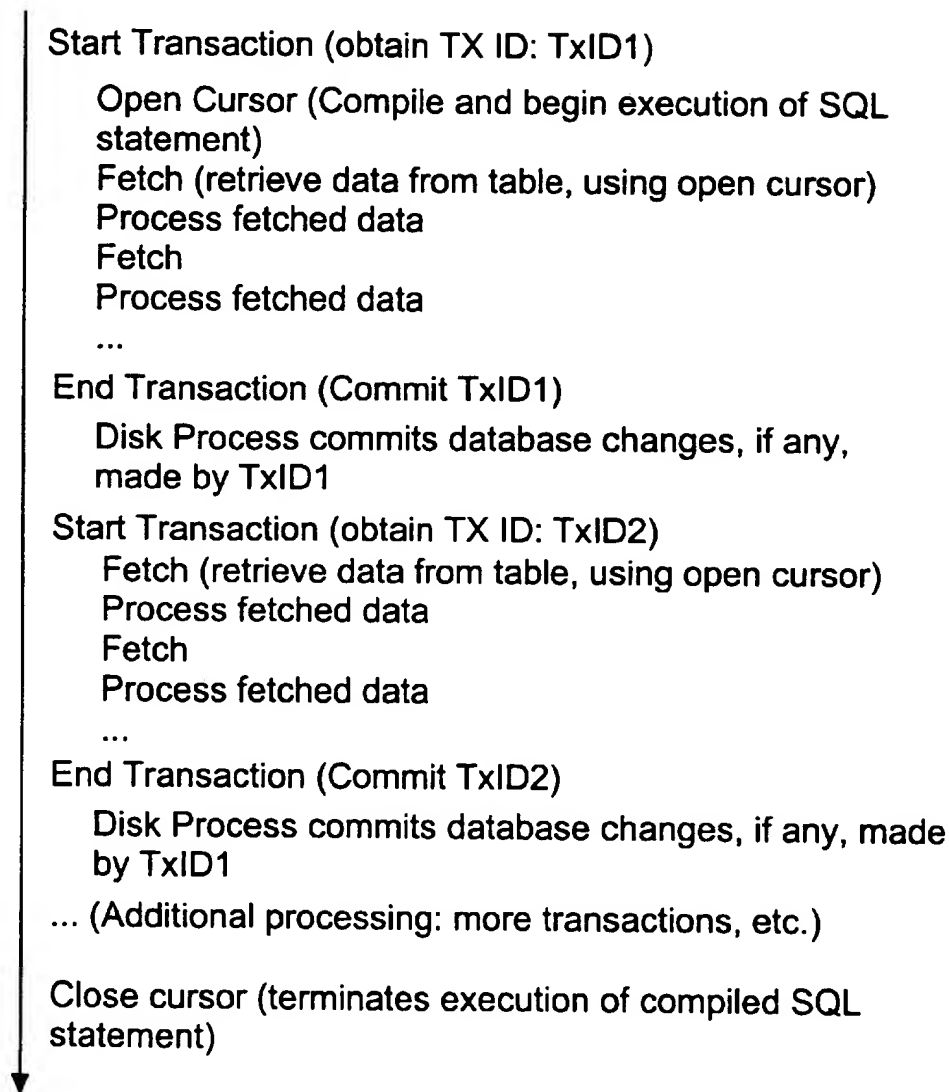 Start Transaction (obtain TX ID: TxID1)
Open Cursor (Compile and begin execution of SQL
statement)
Fetch (retrieve data from table, using open cursor)
Process fetched data
Fetch
Process fetched data
...
End Transaction (Commit TxID1)
Disk Process commits database changes, if any,
made by TxID1
Start Transaction (obtain TX ID: TxID2)
Fetch (retrieve data from table, using open cursor)
Process fetched data
Fetch
Process fetched data
...
End Transaction (Commit TxID2)
Disk Process commits database changes, if any, made
by TxID1
... (Additional processing: more transactions, etc.)
Close cursor (terminates execution of compiled SQL
statement)